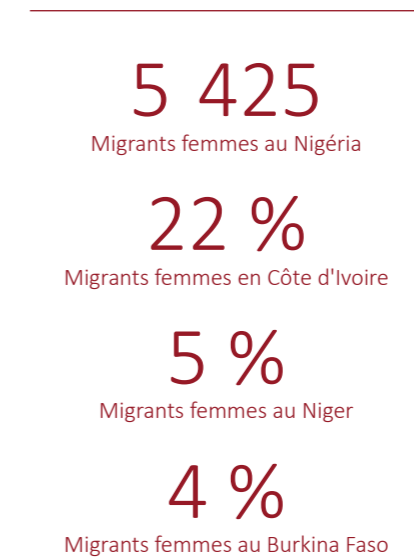 5 425
Migrants femmes au Nigéria
22 %
Migrants femmes en Côte d'Ivoire
5 %
Migrants femmes au Niger
4 %
Migrants femmes au Burkina Faso